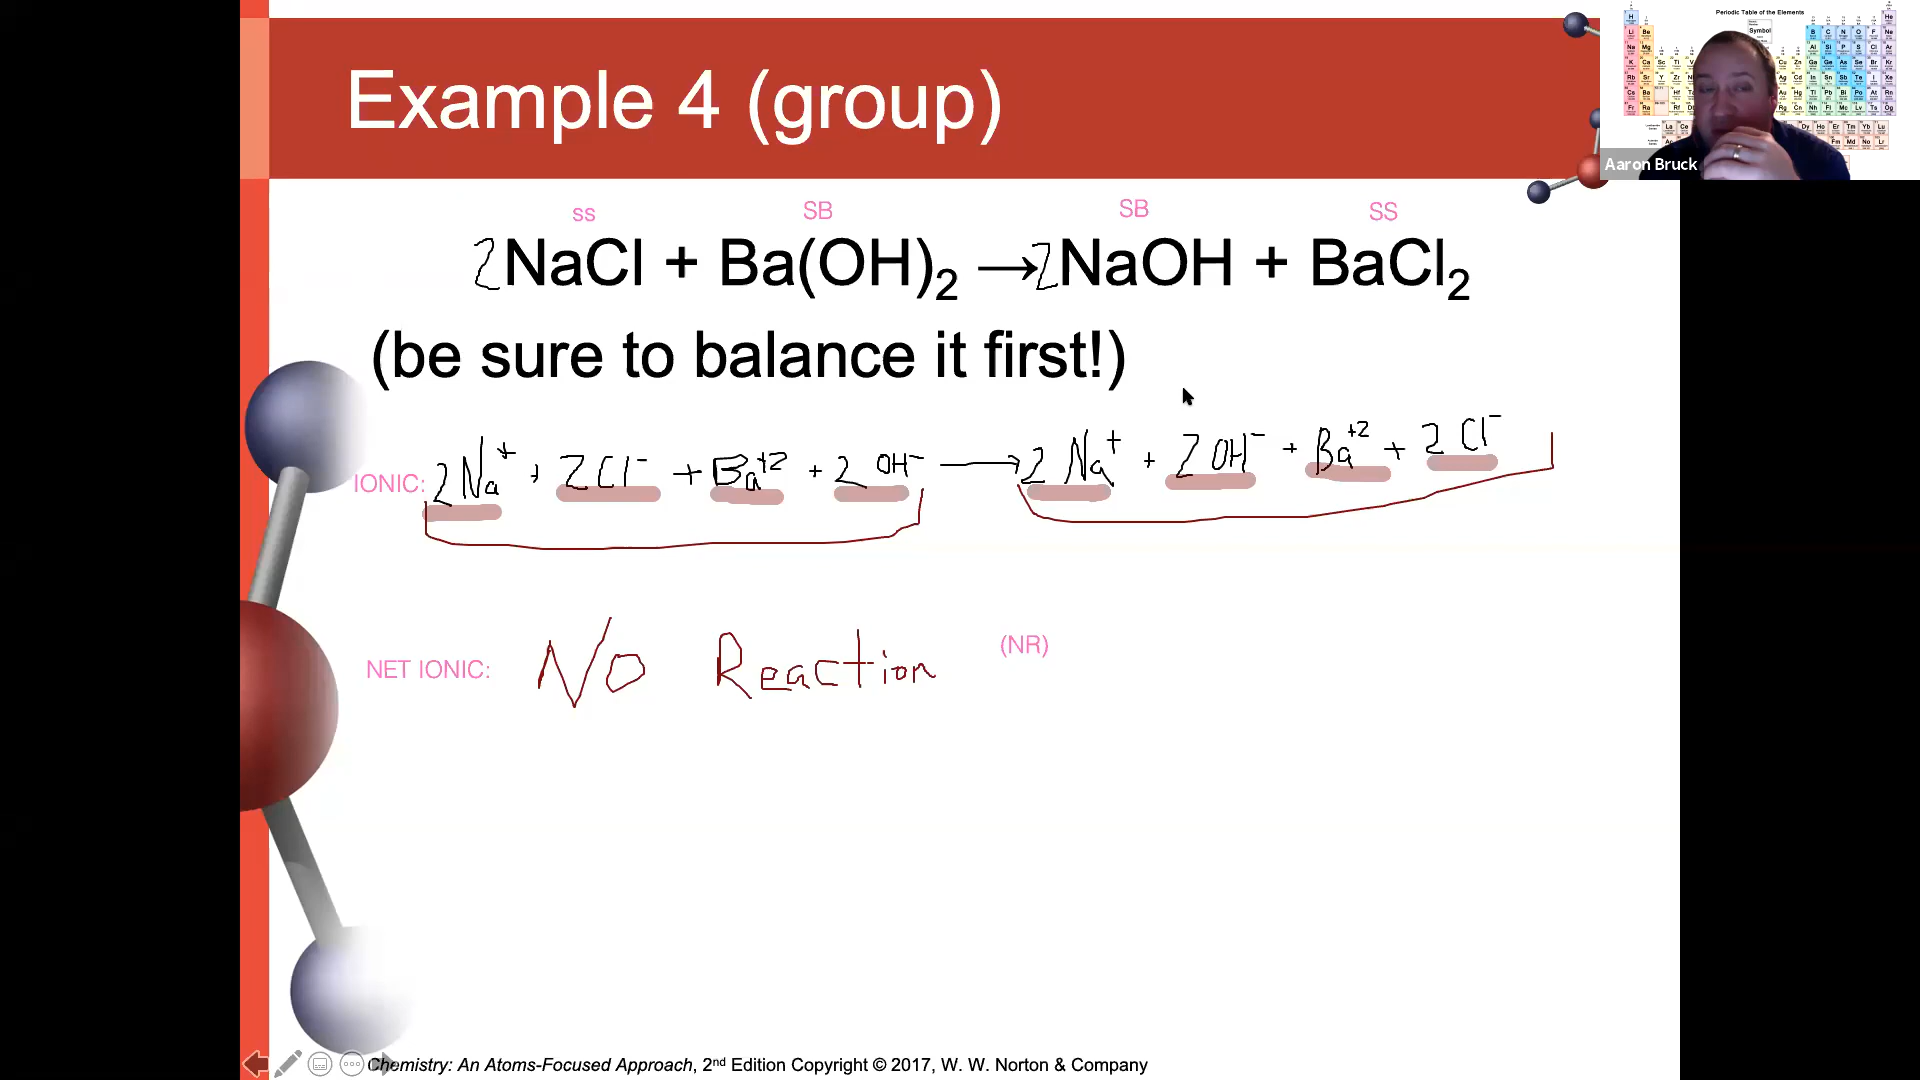 Example 4 (group)
Periodic Table of the Elements
Symbol
Aaron Bruck
ss SB SB SS
2NaCl + Ba(OH)₂ → 2NaOH + BaCl₂
(be sure to balance it first!)
IONIC: 2Na⁺ + 2Cl⁻ + Ba⁺² + 2OH⁻ → 2Na⁺ + 2OH⁻ + Ba⁺² + 2Cl⁻
NET IONIC: No Reaction (NR)
Chemistry: An Atoms-Focused Approach, 2ⁿᵈ Edition Copyright © 2017, W. W. Norton & Company